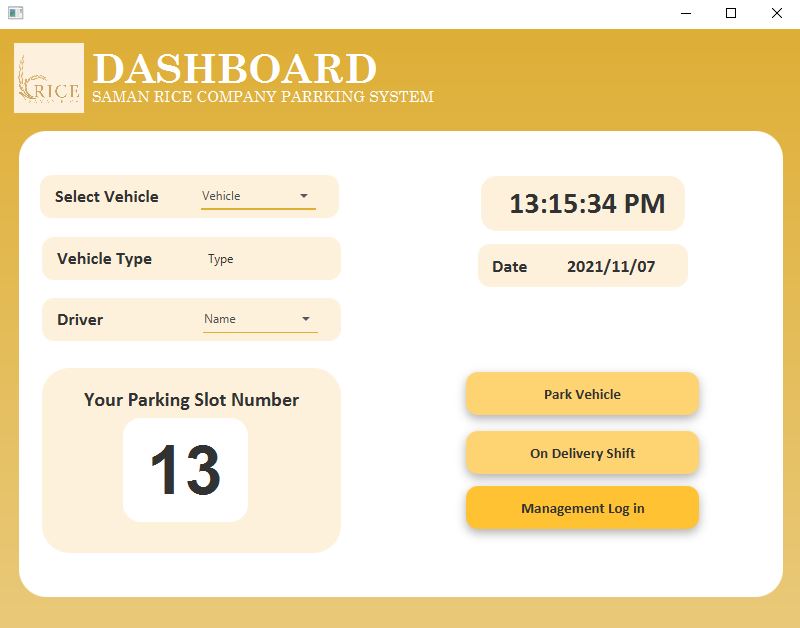 RICE
DASHBOARD
SAMAN RICE COMPANY PARRKING SYSTEM
Select Vehicle Vehicle
13:15:34 PM
Vehicle Type Type
Date 2021/11/07
Driver Name
Your Parking Slot Number
13
Park Vehicle
On Delivery Shift
Management Log in